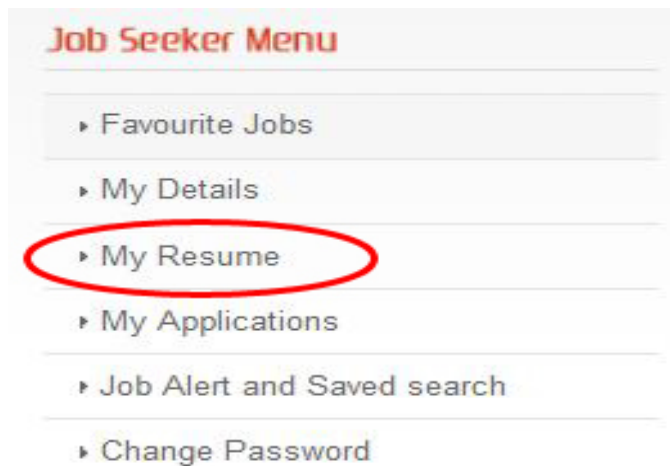 Job Seeker Menu
Favourite Jobs
My Details
My Resume
My Applications
Job Alert and Saved search
Change Password